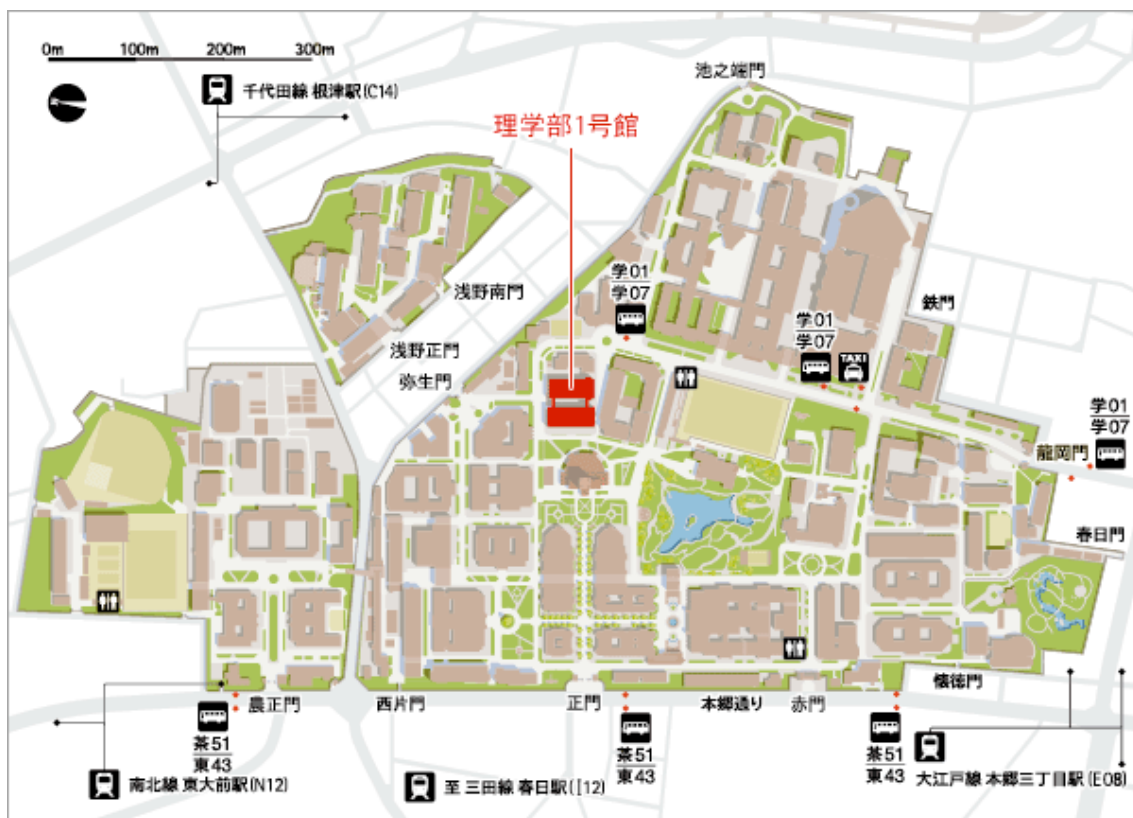 0m 100m 200m 300m
千代田線 根津駅(C14)
池之端門
理学部1号館
学01
学07
浅野南門
鉄門
学01
学07
TAXI
浅野正門
弥生門
学01
学07
龍岡門
春日門
懐徳門
農正門
西片門
正門
本郷通り
赤門
茶51
東43
茶51
東43
茶51
東43
南北線 東大前駅(N12)
至 三田線 春日駅(I12)
大江戸線 本郷三丁目駅(E08)